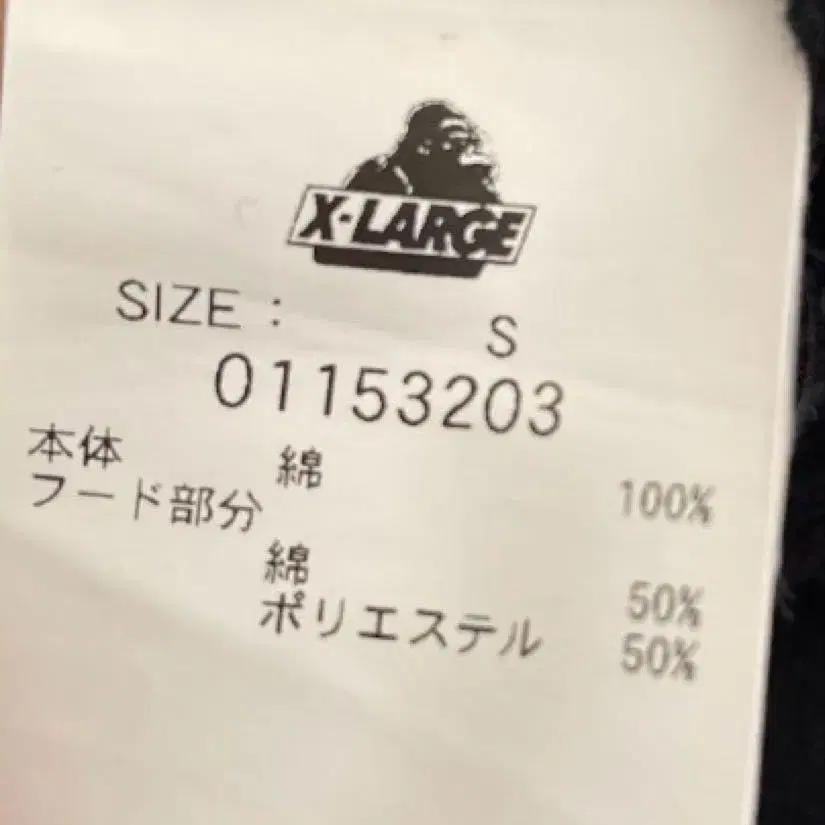 X-LARGE
SIZE : S
01153203
本体 綿 100%
フード部分
綿 50%
ポリエステル 50%